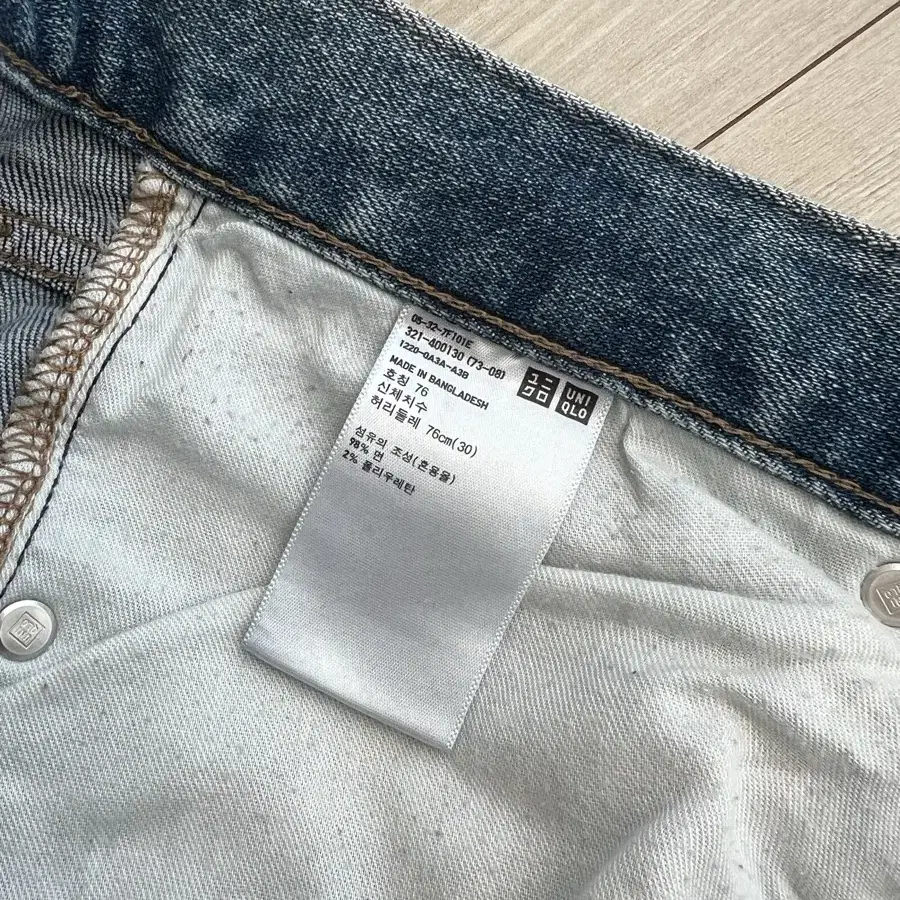 05-32-7F101E
321-400130 (73-08)
1220-0A3A-A3B
MADE IN BANGLADESH
호칭 76
신체치수
허리둘레 76cm(30)
섬유의 조성(혼용율)
98% 면
2% 폴리우레탄
ユニ
クロ
UNI
QLO